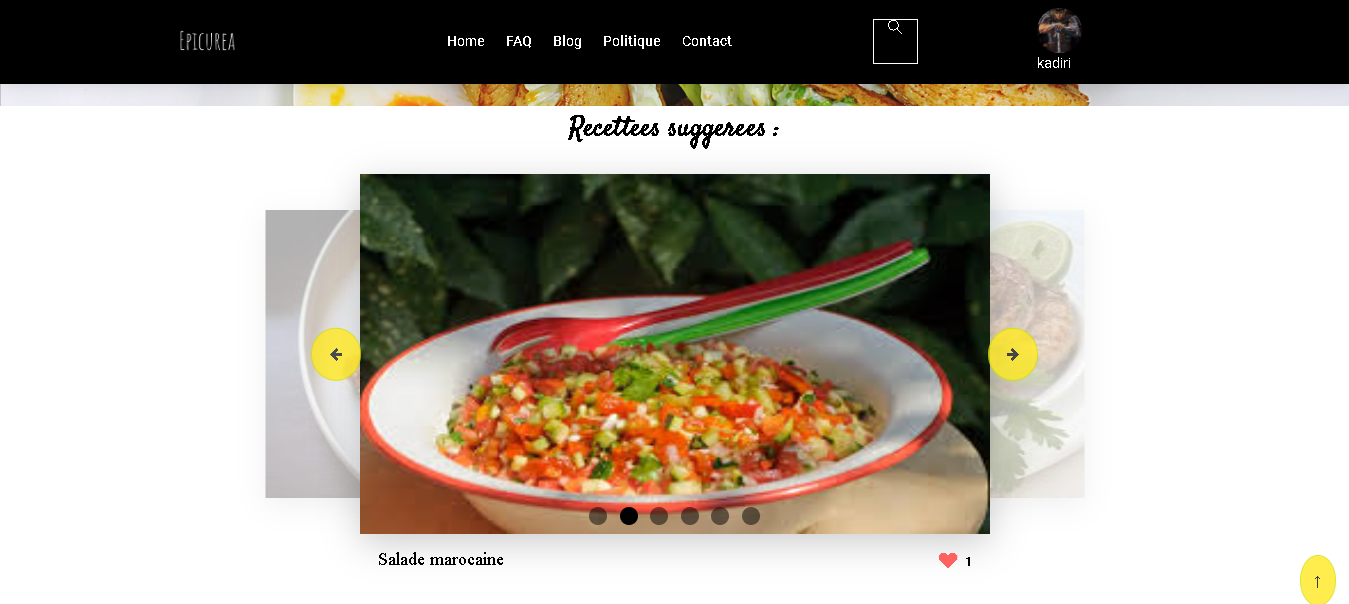 Epicurea
Home FAQ Blog Politique Contact
kadiri
Recettees suggerees :
Salade marocaine
1